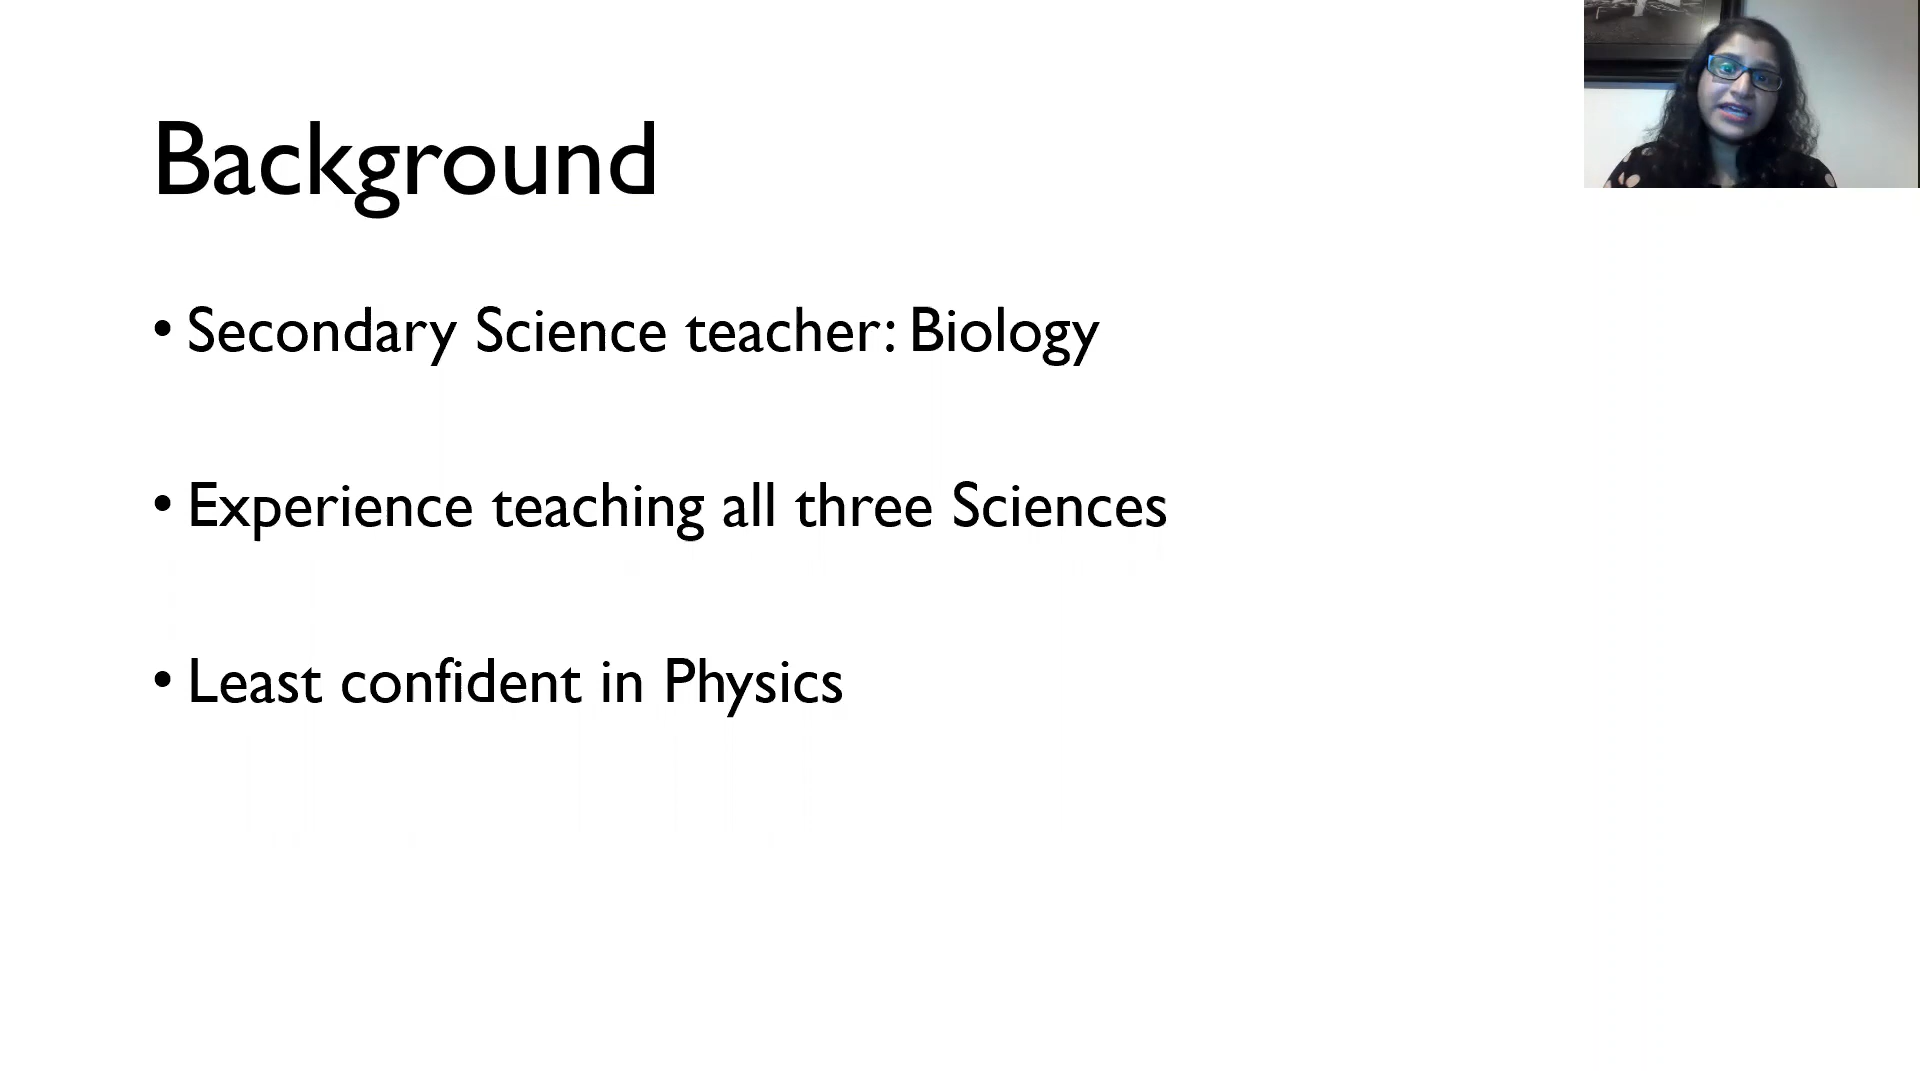 Background
• Secondary Science teacher: Biology
• Experience teaching all three Sciences
• Least confident in Physics